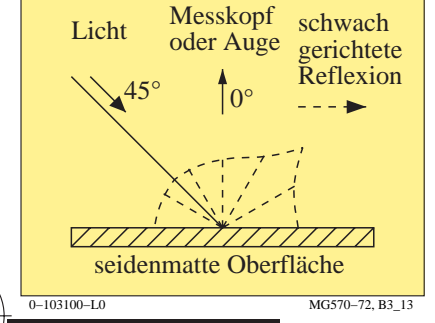 Licht
Messkopf
oder Auge
schwach
gerichtete
Reflexion
45°
0°
seidenmatte Oberfläche
0–103100–L0
MG570–72, B3_13